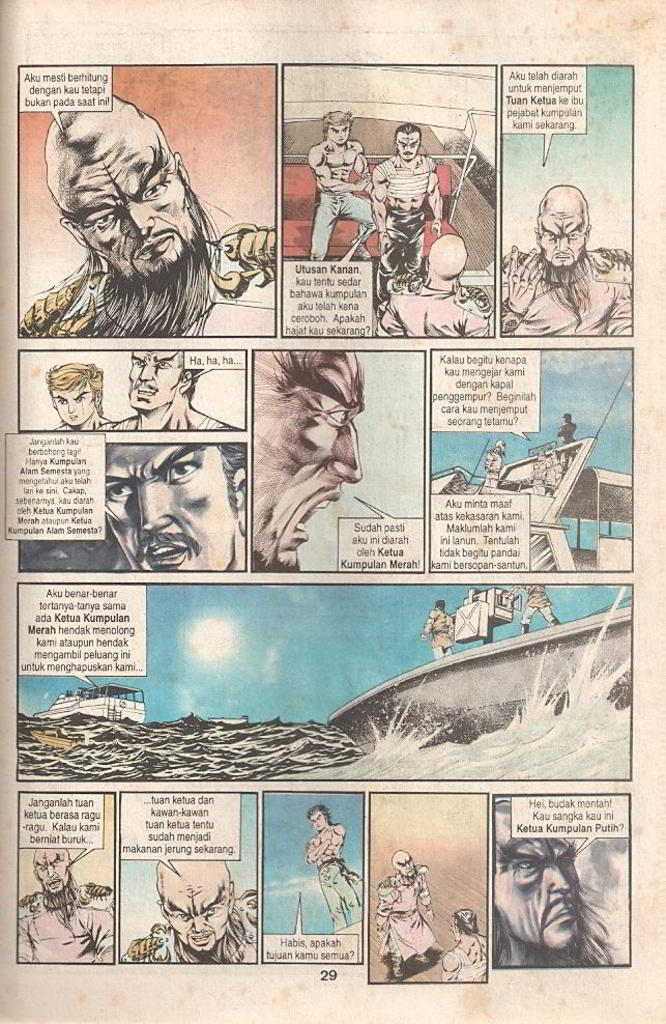 Aku mesti berhitung
dengan kau tetapi
bukan pada saat ini!
Utusan Kanan,
kau tentu sedar
bahawa kumpulan
aku telah kena
ceroboh. Apakah
hajat kau sekarang?
Aku telah diarah
untuk menjemput
Tuan Ketua ke ibu
pejabat kumpulan
kami sekarang.
Ha, ha, ha...
Janganlah kau
berbohong lagi!
Hanya Kumpulan
Alam Semesta yang
mengetahui aku telah
lari ke sini. Cakap,
sebenarnya, kau diarah
oleh Ketua Kumpulan
Merah ataupun Ketua
Kumpulan Alam Semesta?
Sudah pasti
aku ini diarah
oleh Ketua
Kumpulan Merah!
Kalau begitu kenapa
kau mengejar kami
dengan kapal
penggempur? Beginilah
cara kau menjemput
seorang tetamu?
Aku minta maaf
atas kekasaran kami.
Maklumlah kami
ini lanun. Tentulah
tidak begitu pandai
kami bersopan-santun.
Aku benar-benar
tertanya-tanya sama
ada Ketua Kumpulan
Merah hendak menolong
kami ataupun hendak
mengambil peluang ini
untuk menghapuskan kami...
Janganlah tuan
ketua berasa ragu
-ragu. Kalau kami
berniat buruk...
...tuan ketua dan
kawan-kawan
tuan ketua tentu
sudah menjadi
makanan jerung sekarang.
Habis, apakah
tujuan kamu semua?
Hei, budak mentah!
Kau sangka kau ini
Ketua Kumpulan Putih?
29